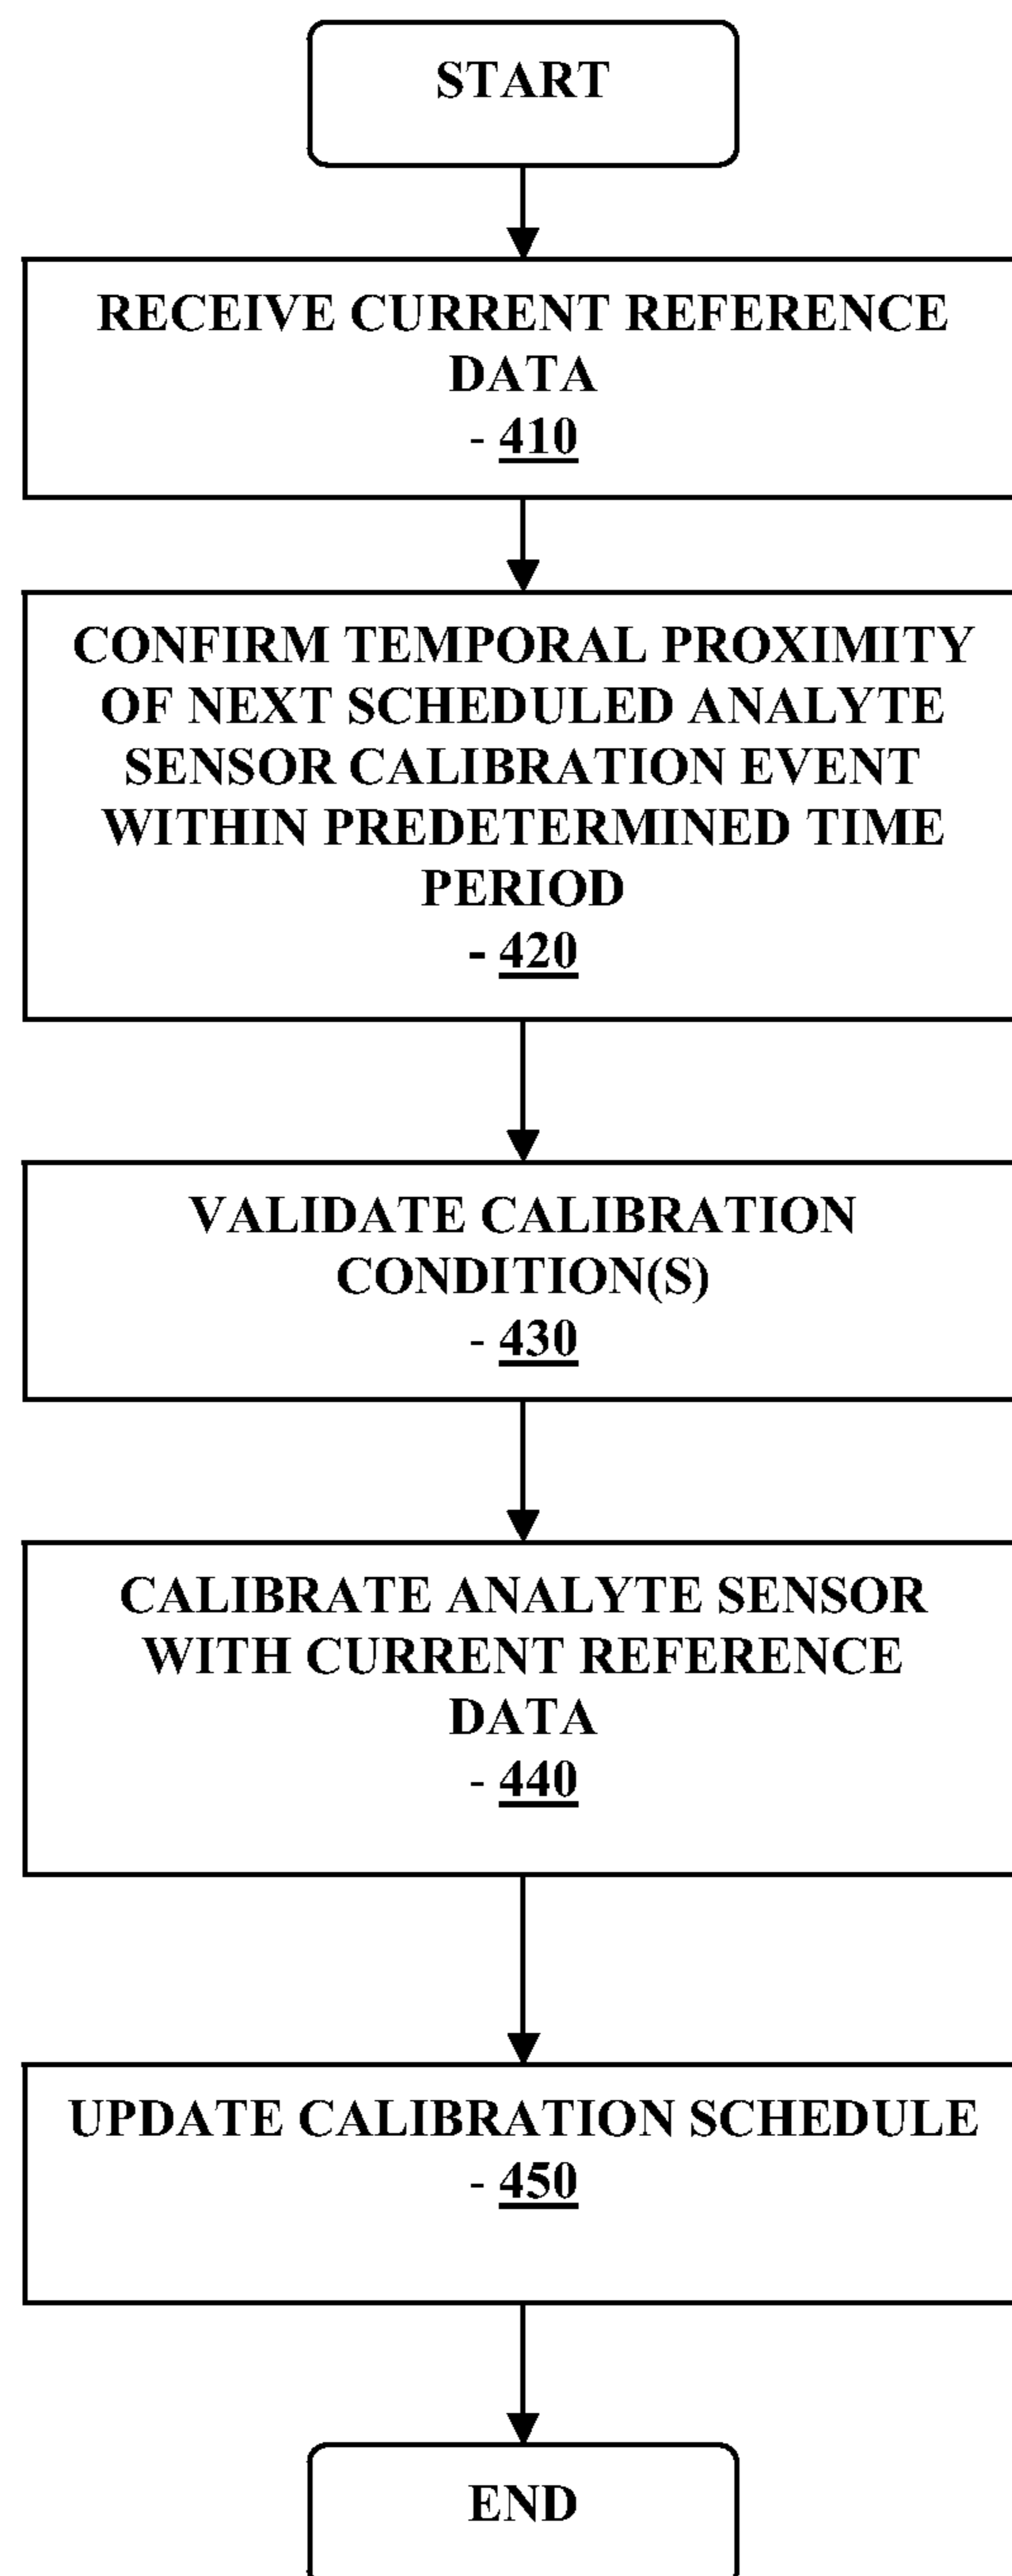 START
RECEIVE CURRENT REFERENCE
DATA
- 410
CONFIRM TEMPORAL PROXIMITY
OF NEXT SCHEDULED ANALYTE
SENSOR CALIBRATION EVENT
WITHIN PREDETERMINED TIME
PERIOD
- 420
VALIDATE CALIBRATION
CONDITION(S)
- 430
CALIBRATE ANALYTE SENSOR
WITH CURRENT REFERENCE
DATA
- 440
UPDATE CALIBRATION SCHEDULE
- 450
END